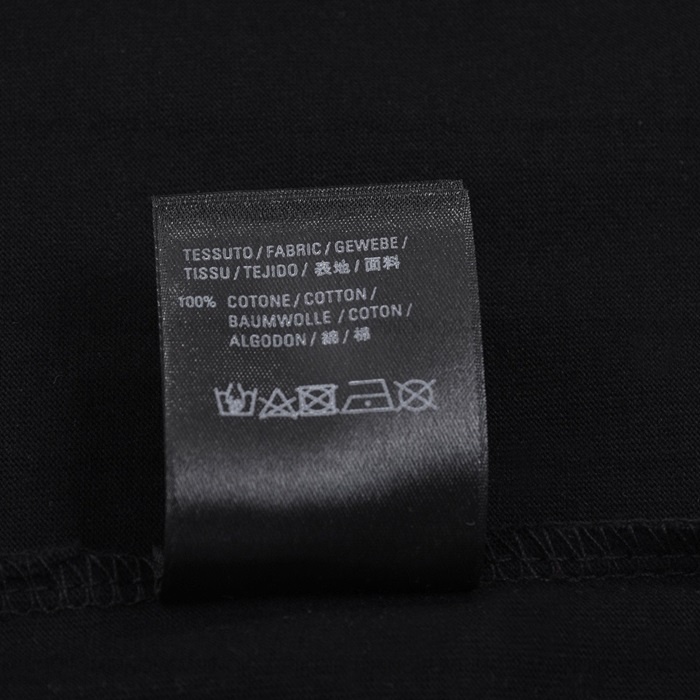 TESSUTO / FABRIC / GEWEBE /
TISSU / TEJIDO / 表地 / 面料
100% COTONE / COTTON /
BAUMWOLLE / COTON /
ALGODON / 綿 / 棉